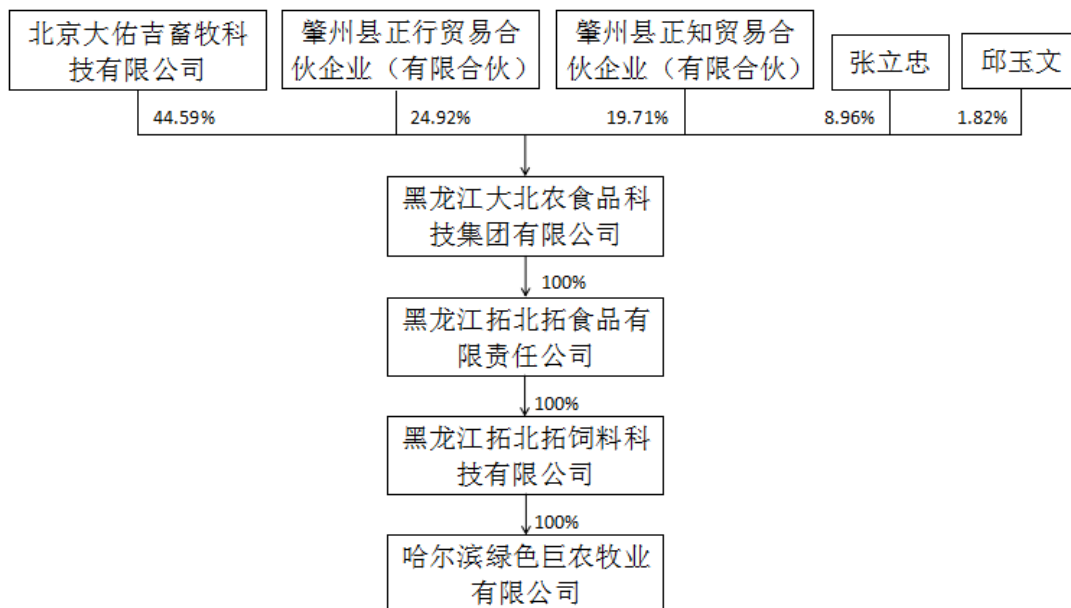 北京大佑吉畜牧科
技有限公司
肇州县正行贸易合
伙企业（有限合伙）
肇州县正知贸易合
伙企业（有限合伙）
张立忠
邱玉文
44.59%
24.92%
19.71%
8.96%
1.82%
黑龙江大北农食品科
技集团有限公司
100%
黑龙江拓北拓食品有
限责任公司
100%
黑龙江拓北拓饲料科
技有限公司
100%
哈尔滨绿色巨农牧业
有限公司